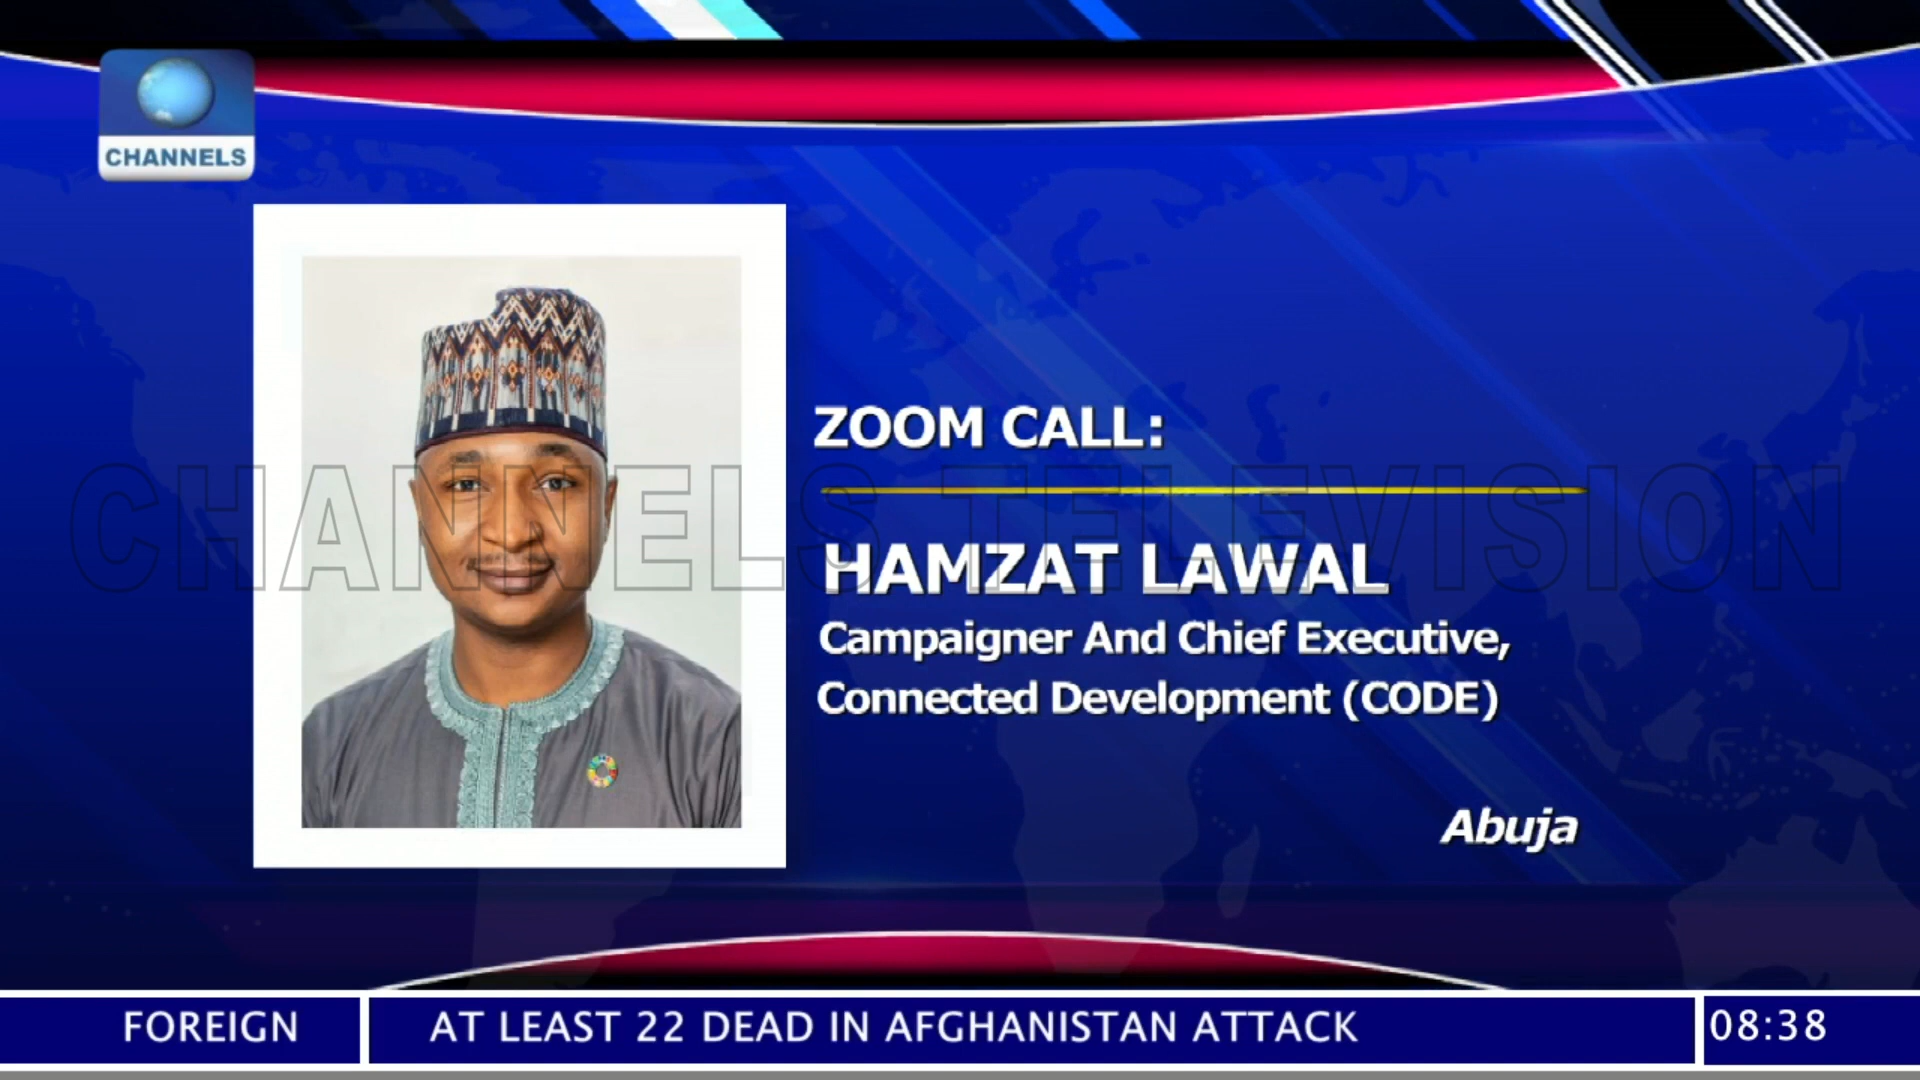 CHANNELS
ZOOM CALL:
CHANNELS TELEVISION
HAMZAT LAWAL
Campaigner And Chief Executive,
Connected Development (CODE)
Abuja
FOREIGN
AT LEAST 22 DEAD IN AFGHANISTAN ATTACK
08:38